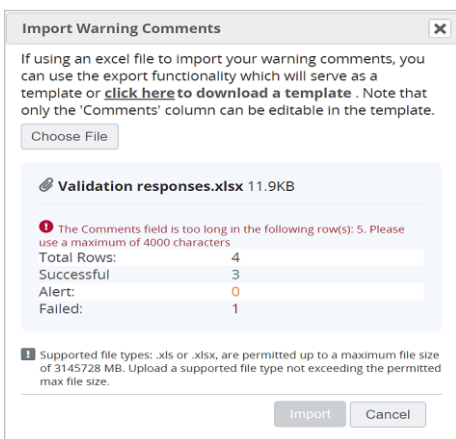 Import Warning Comments
If using an excel file to import your warning comments, you
can use the export functionality which will serve as a
template or click here to download a template . Note that
only the 'Comments' column can be editable in the template.
Choose File
Validation responses.xlsx 11.9KB
The Comments field is too long in the following row(s): 5. Please
use a maximum of 4000 characters
Total Rows: 4
Successful 3
Alert: 0
Failed: 1
Supported file types: .xls or .xlsx, are permitted up to a maximum file size
of 3145728 MB. Upload a supported file type not exceeding the permitted
max file size.
Import Cancel